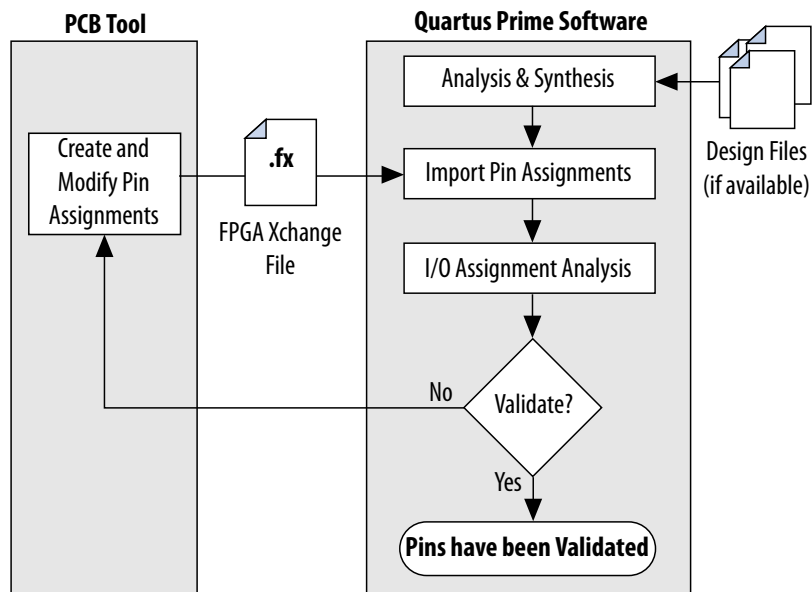 PCB Tool
Quartus Prime Software
Analysis & Synthesis
Design Files
(if available)
Create and
Modify Pin
Assignments
.fx
FPGA Xchange
File
Import Pin Assignments
I/O Assignment Analysis
No
Validate?
Yes
Pins have been Validated